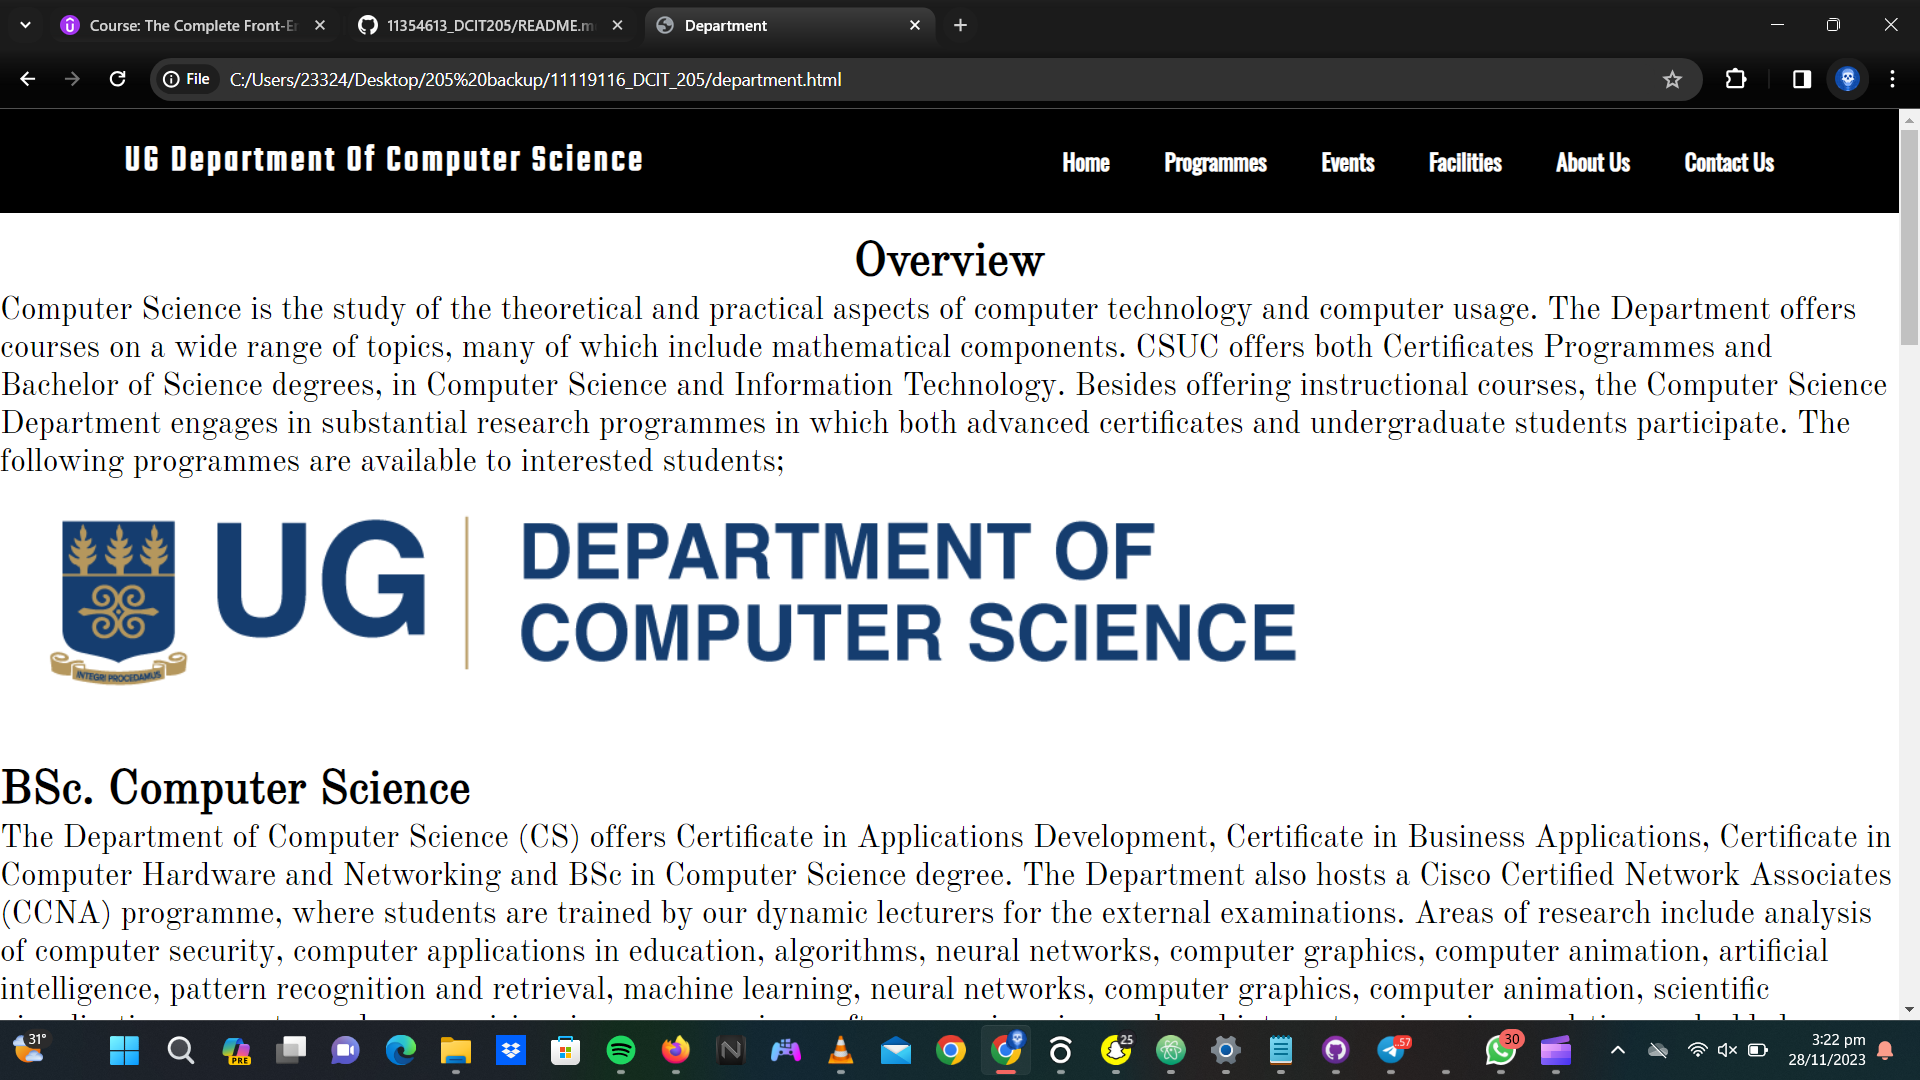 Course: The Complete Front-En
11354613_DCIT205/README.m
Department
File
C:/Users/23324/Desktop/205%20backup/11119116_DCIT_205/department.html
UG Department Of Computer Science
Home Programmes Events Facilities About Us Contact Us
Overview
Computer Science is the study of the theoretical and practical aspects of computer technology and computer usage. The Department offers
courses on a wide range of topics, many of which include mathematical components. CSUC offers both Certificates Programmes and
Bachelor of Science degrees, in Computer Science and Information Technology. Besides offering instructional courses, the Computer Science
Department engages in substantial research programmes in which both advanced certificates and undergraduate students participate. The
following programmes are available to interested students;
UG
DEPARTMENT OF
COMPUTER SCIENCE
INTEGRI PROCEDAMUS
BSc. Computer Science
The Department of Computer Science (CS) offers Certificate in Applications Development, Certificate in Business Applications, Certificate in
Computer Hardware and Networking and BSc in Computer Science degree. The Department also hosts a Cisco Certified Network Associates
(CCNA) programme, where students are trained by our dynamic lecturers for the external examinations. Areas of research include analysis
of computer security, computer applications in education, algorithms, neural networks, computer graphics, computer animation, artificial
intelligence, pattern recognition and retrieval, machine learning, neural networks, computer graphics, computer animation, scientific
31°
PRE
25
57
30
3:22 pm
28/11/2023